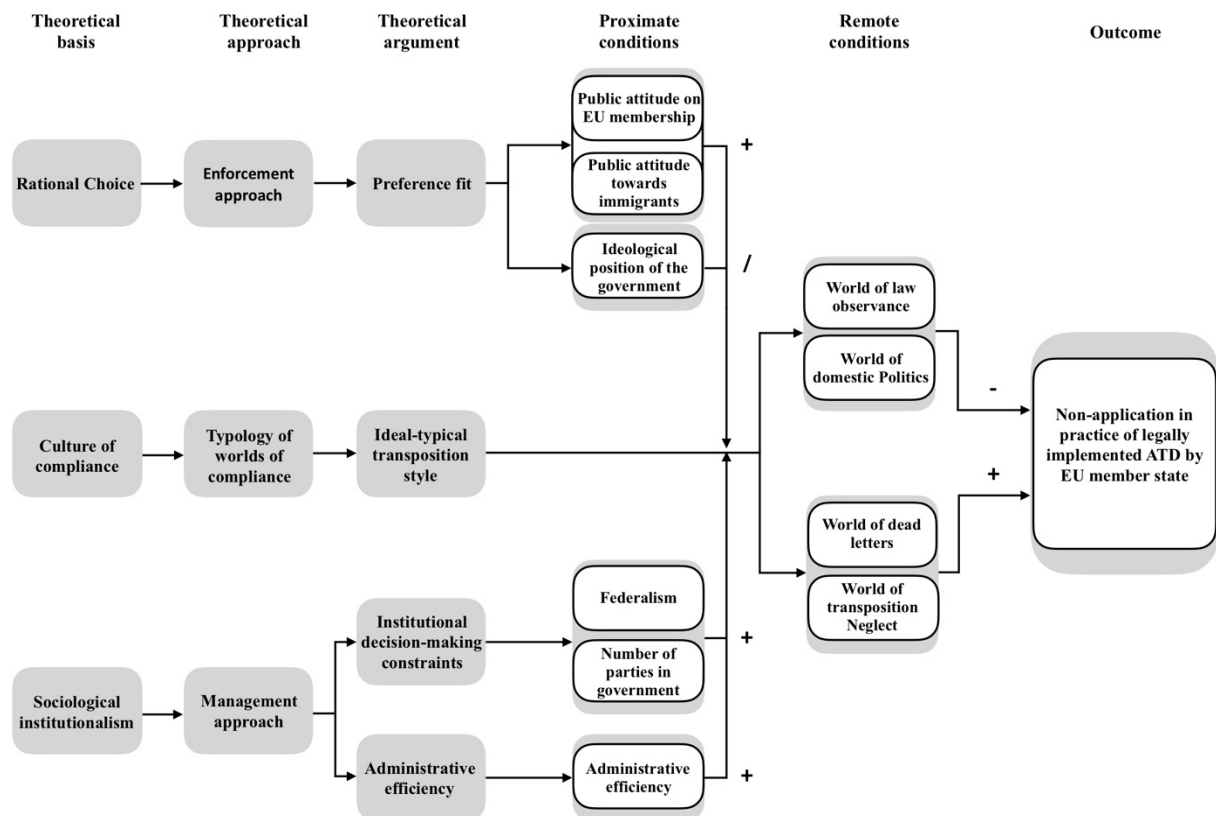 Theoretical
basis
Theoretical
approach
Theoretical
argument
Proximate
conditions
Remote
conditions
Outcome
Rational Choice
Enforcement
approach
Preference fit
Public attitude on
EU membership
Public attitude
towards
immigrants
+
Ideological
position of the
government
/
Culture of
compliance
Typology of
worlds of
compliance
Ideal-typical
transposition
style
World of law
observance
World of
domestic Politics
-
World of dead
letters
World of
transposition
Neglect
+
Non-application in
practice of legally
implemented ATD by
EU member state
Sociological
institutionalism
Management
approach
Institutional
decision-making
constraints
Federalism
Number of
parties in
government
+
Administrative
efficiency
Administrative
efficiency
+